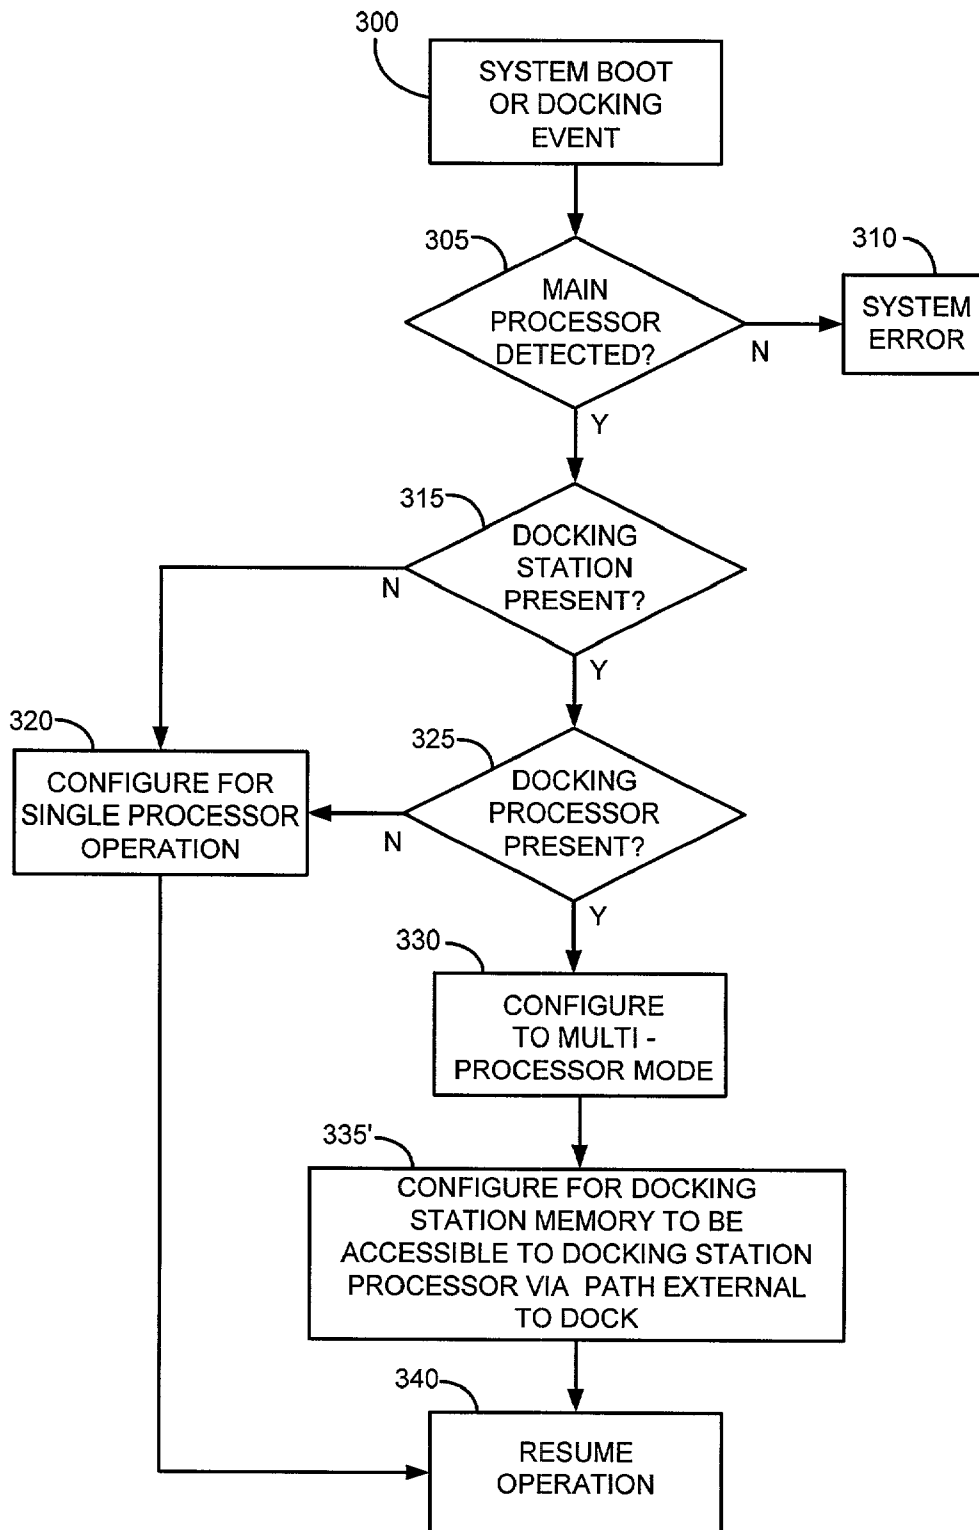 300
SYSTEM BOOT
OR DOCKING
EVENT
305
MAIN
PROCESSOR
DETECTED?
N
310
SYSTEM
ERROR
Y
315
DOCKING
STATION
PRESENT?
N
Y
320
CONFIGURE FOR
SINGLE PROCESSOR
OPERATION
325
DOCKING
PROCESSOR
PRESENT?
N
Y
330
CONFIGURE
TO MULTI -
PROCESSOR MODE
335'
CONFIGURE FOR DOCKING
STATION MEMORY TO BE
ACCESSIBLE TO DOCKING STATION
PROCESSOR VIA PATH EXTERNAL
TO DOCK
340
RESUME
OPERATION